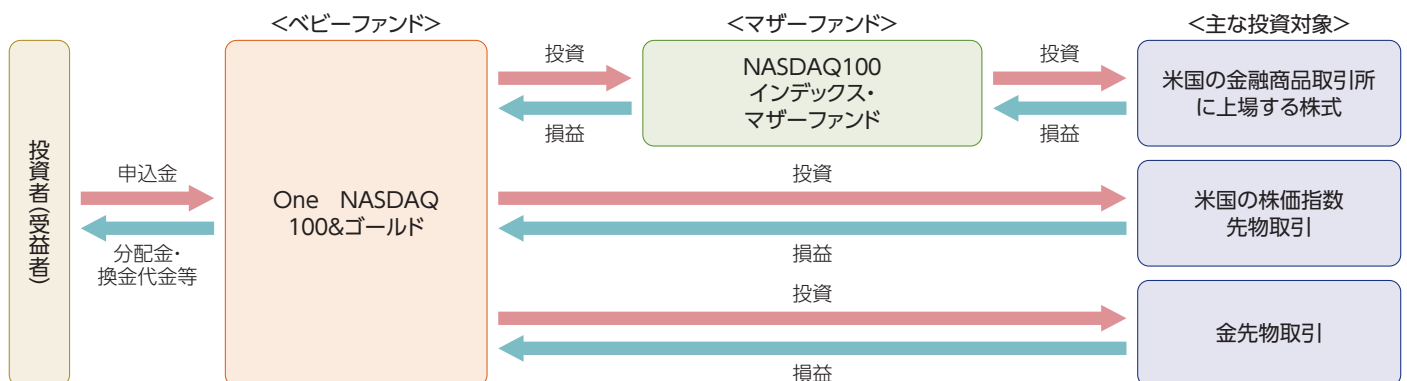 <ベビーファンド>
<マザーファンド>
<主な投資対象>
投資者(受益者)
申込金
分配金・
換金代金等
One　NASDAQ
100&ゴールド
投資
損益
NASDAQ100
インデックス・
マザーファンド
投資
損益
米国の金融商品取引所
に上場する株式
投資
損益
米国の株価指数
先物取引
投資
損益
金先物取引